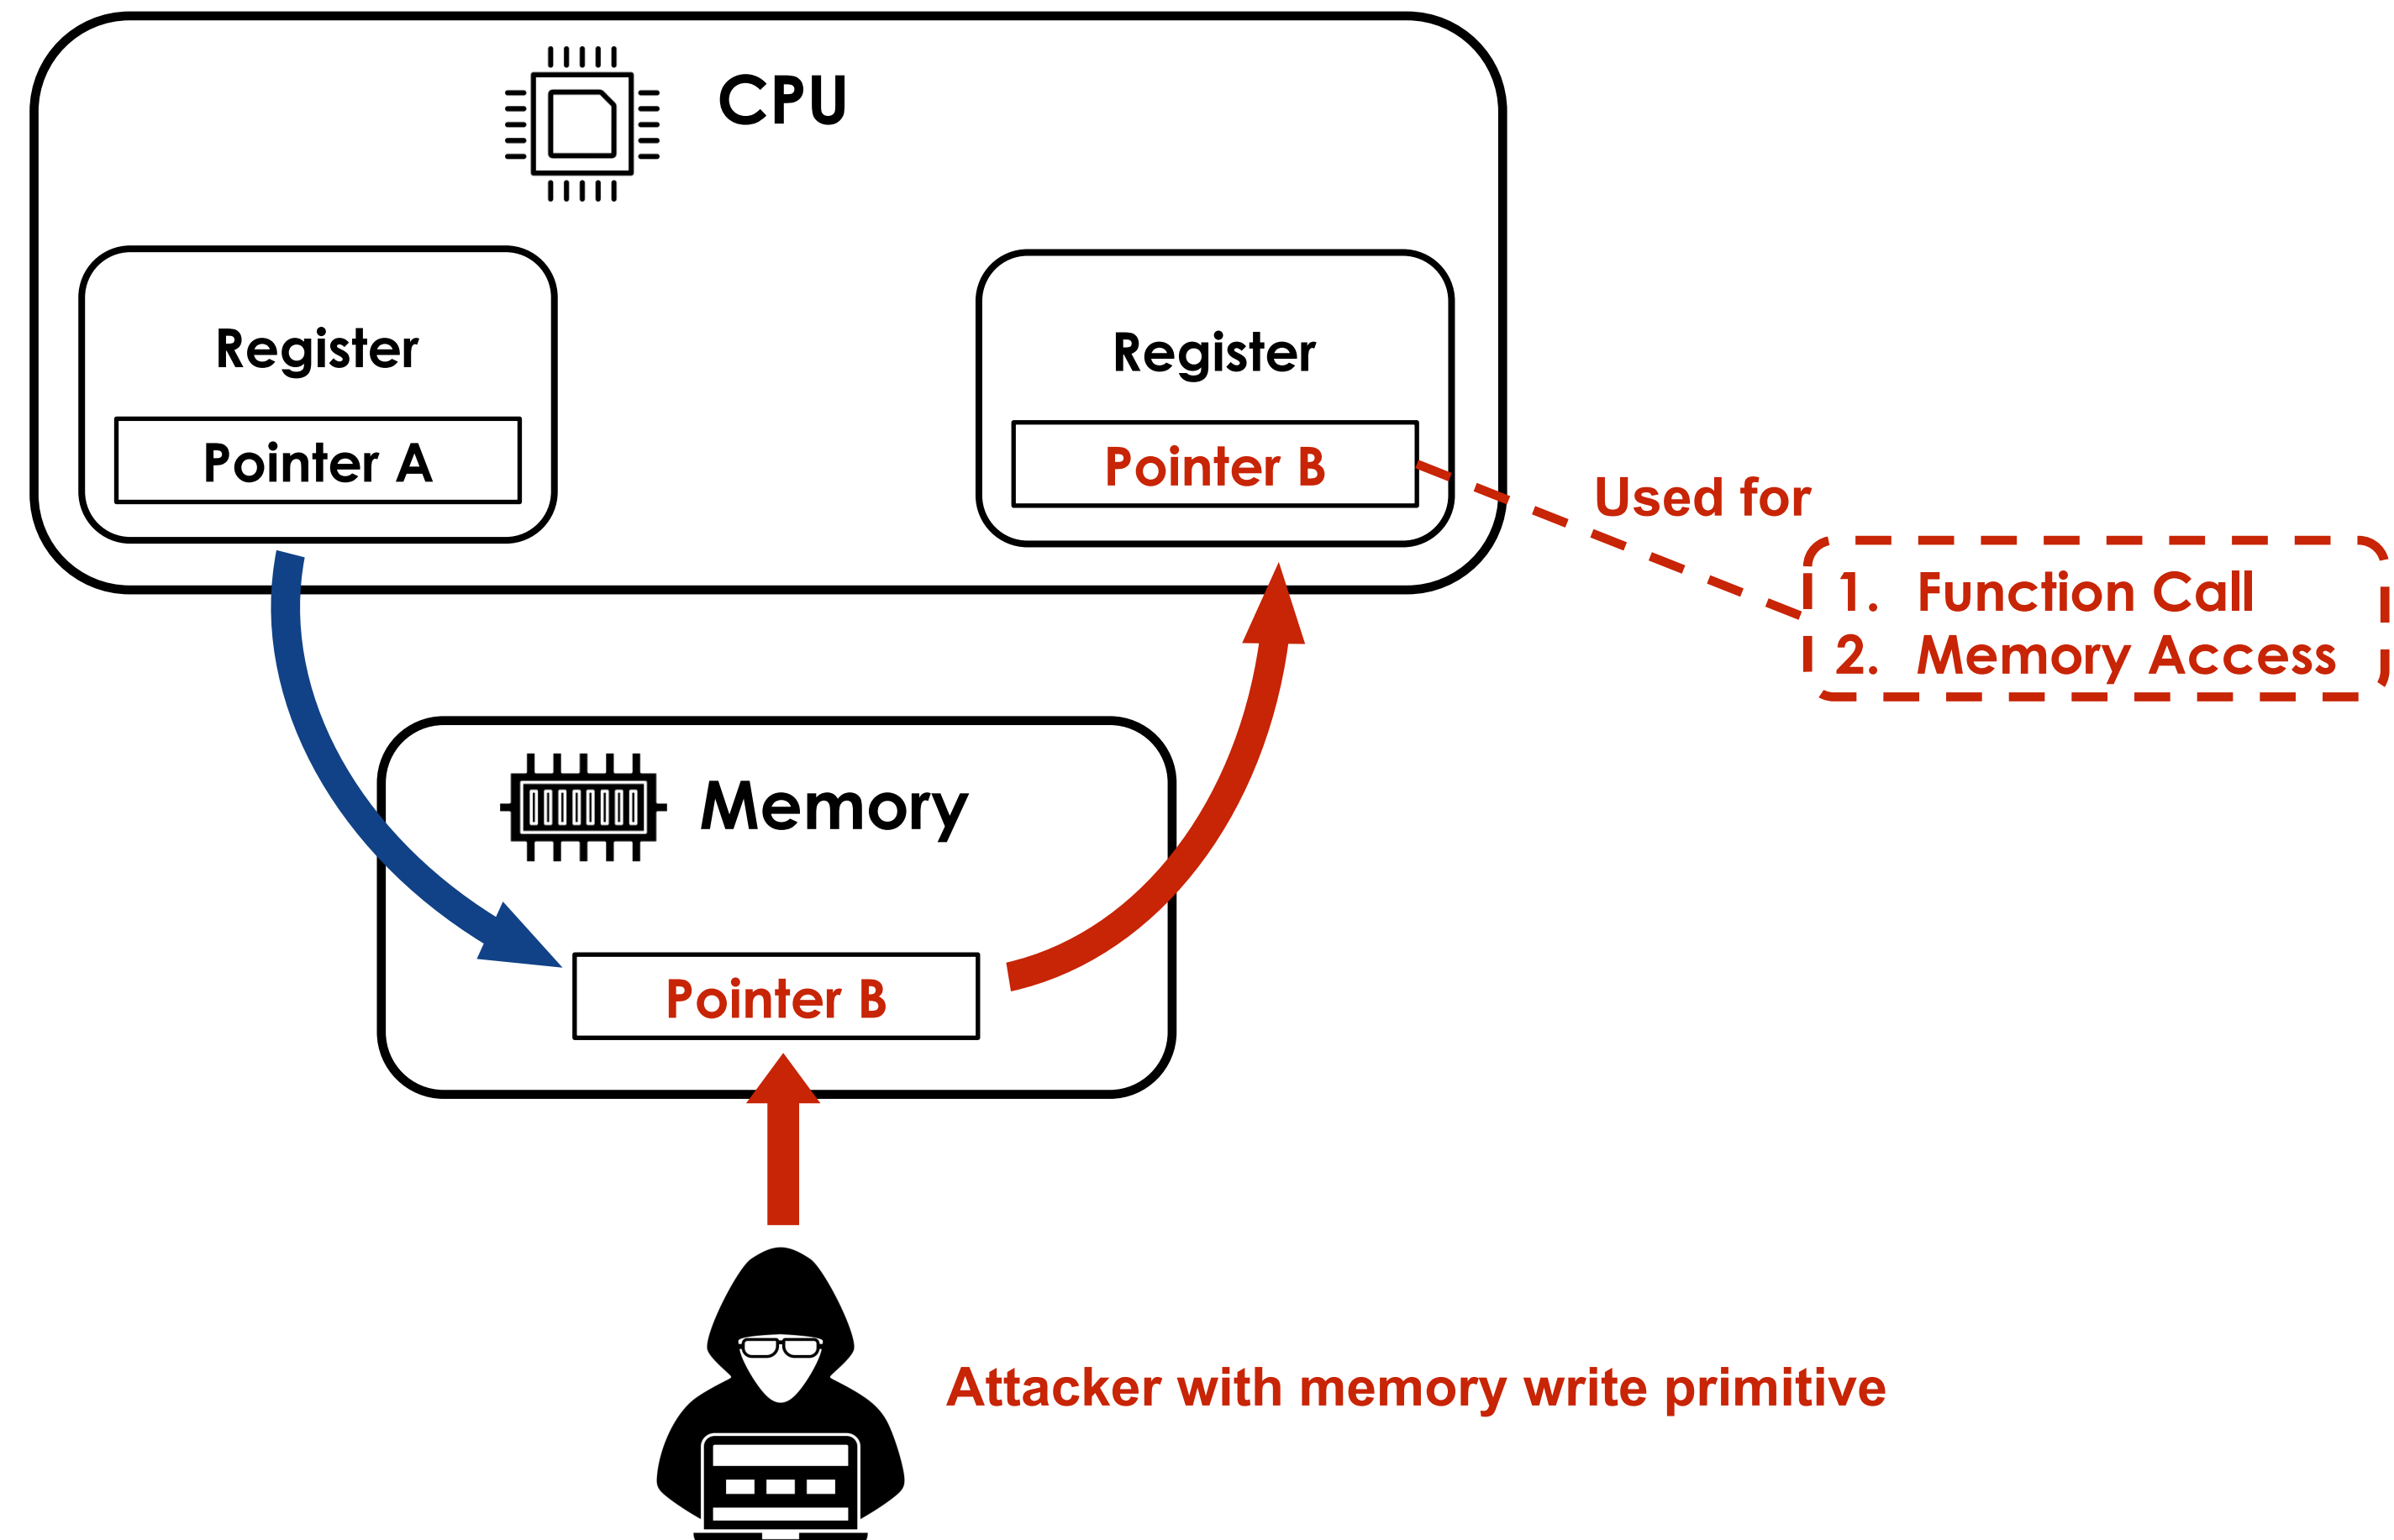 CPU
Register
Pointer A
Register
Pointer B
Used for
1. Function Call
2. Memory Access
Memory
Pointer B
Attacker with memory write primitive